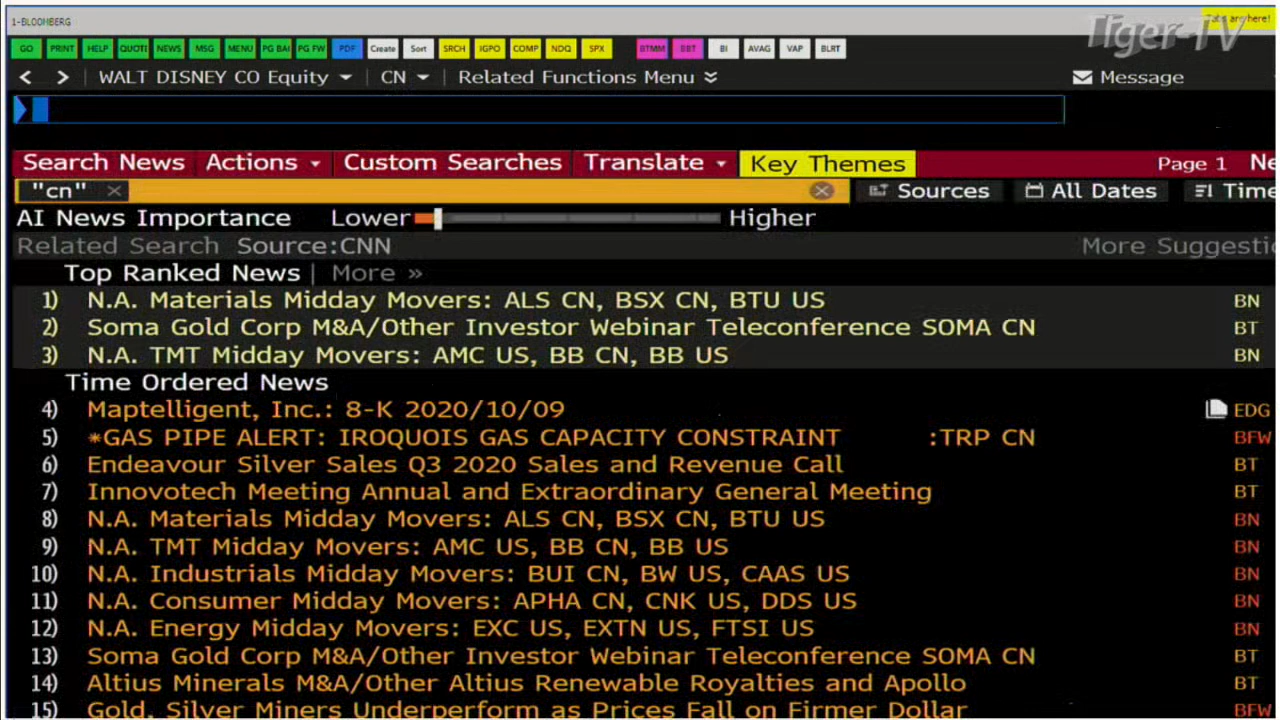 1-BLOOMBERG
Tabs anywhere!
Tiger-TV
GO PRINT HELP QUOTI NEWS MSG MENU PG BAI PG FW PDF Create Sort SRCH IGPO COMP NDQ SPX BTMM BBT BI AVAG VAP BLRT
< > WALT DISNEY CO Equity CN Related Functions Menu Message
Search News Actions Custom Searches Translate Key Themes Page 1 Ne
"cn" × Sources All Dates Time
AI News Importance Lower Higher
Related Search Source:CNN More Suggestic
Top Ranked News | More »
1) N.A. Materials Midday Movers: ALS CN, BSX CN, BTU US BN
2) Soma Gold Corp M&A/Other Investor Webinar Teleconference SOMA CN BT
3) N.A. TMT Midday Movers: AMC US, BB CN, BB US BN
Time Ordered News
4) Maptelligent, Inc.: 8-K 2020/10/09 EDG
5) *GAS PIPE ALERT: IROQUOIS GAS CAPACITY CONSTRAINT :TRP CN BFW
6) Endeavour Silver Sales Q3 2020 Sales and Revenue Call BT
7) Innovotech Meeting Annual and Extraordinary General Meeting BT
8) N.A. Materials Midday Movers: ALS CN, BSX CN, BTU US BN
9) N.A. TMT Midday Movers: AMC US, BB CN, BB US BN
10) N.A. Industrials Midday Movers: BUI CN, BW US, CAAS US BN
11) N.A. Consumer Midday Movers: APHA CN, CNK US, DDS US BN
12) N.A. Energy Midday Movers: EXC US, EXTN US, FTSI US BN
13) Soma Gold Corp M&A/Other Investor Webinar Teleconference SOMA CN BT
14) Altius Minerals M&A/Other Altius Renewable Royalties and Apollo BT
15) Gold, Silver Miners Underperform as Prices Fall on Firmer Dollar BFW